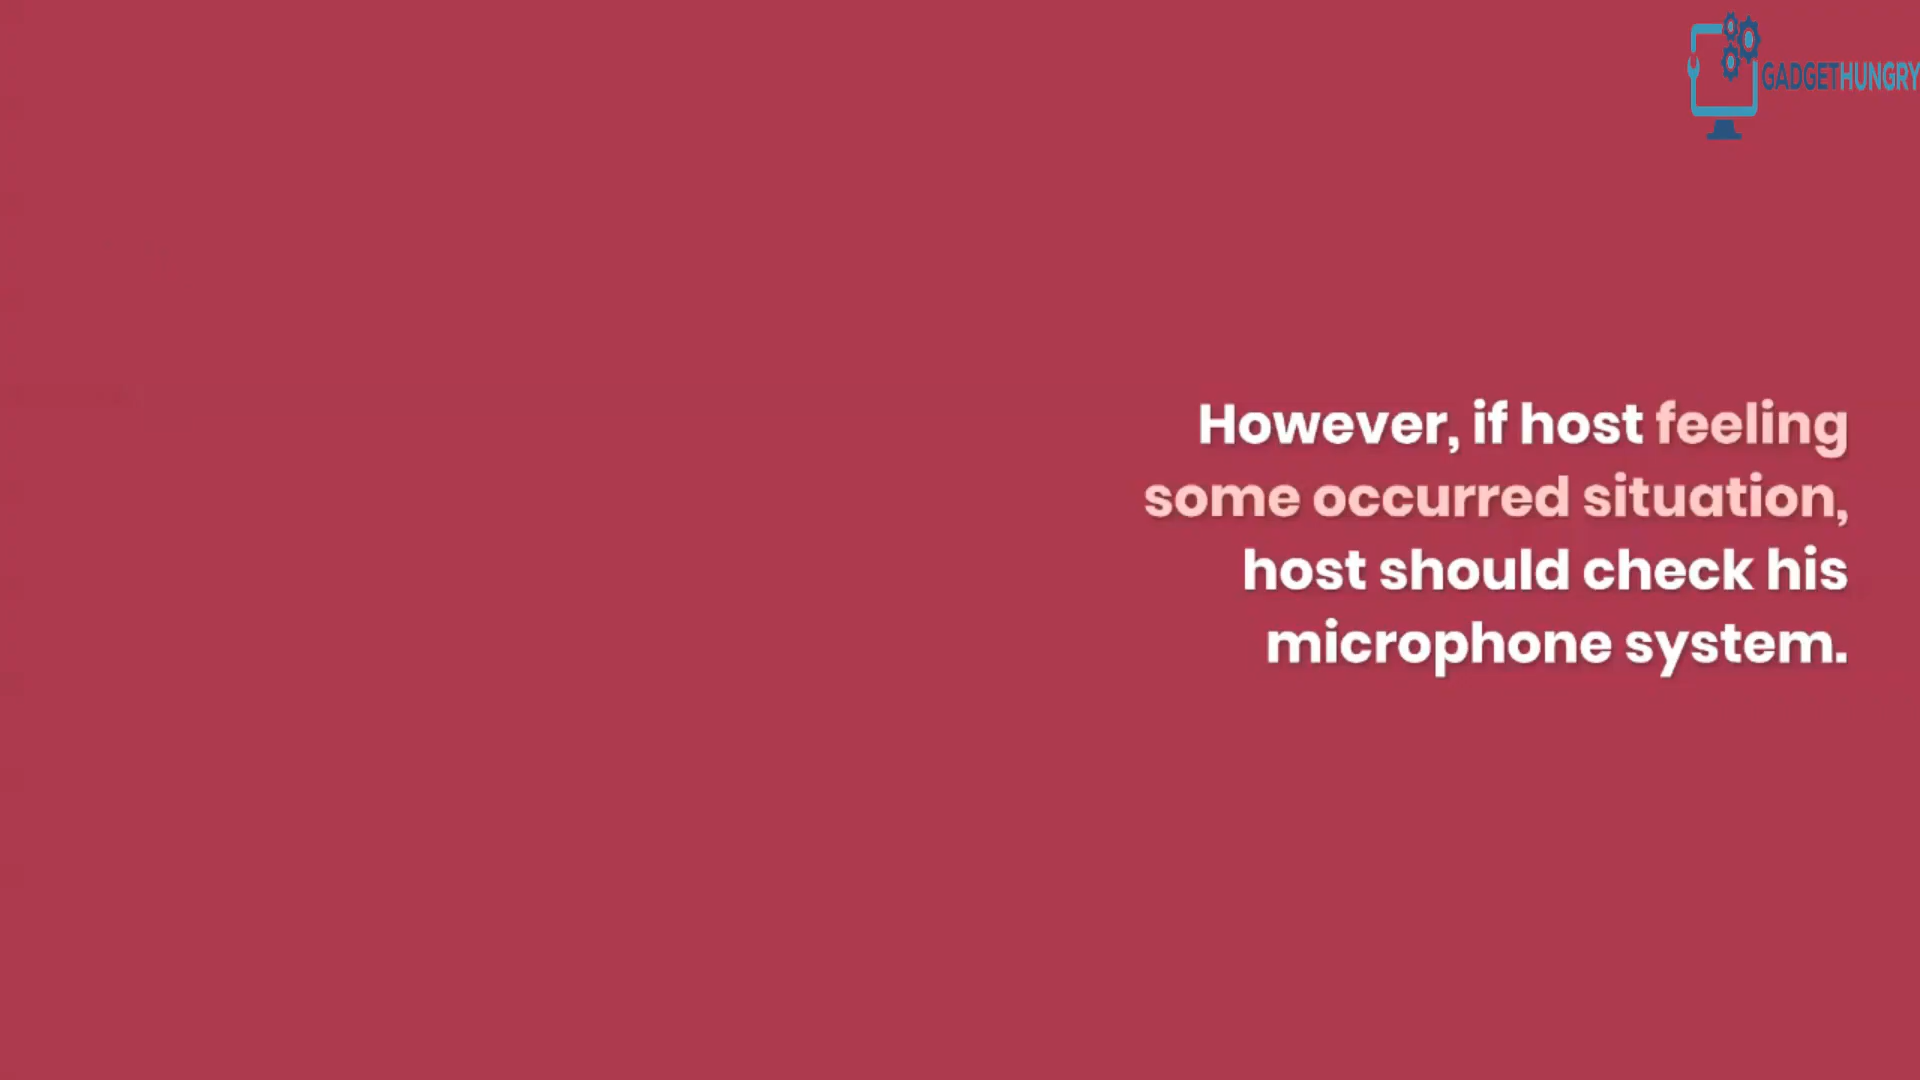 GADGETHUNGRY
However, if host feeling
some occurred situation,
host should check his
microphone system.